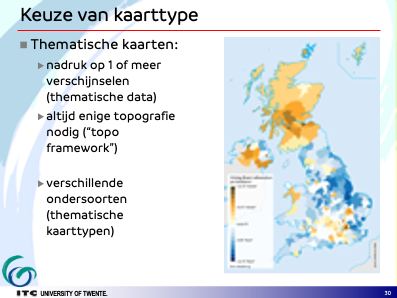 Keuze van kaarttype
Thematische kaarten:
nadruk op 1 of meer
verschijnselen
(thematische data)
altijd enige topografie
nodig (“topo
framework”)
verschillende
ondersoorten
(thematische
kaarttypen)
ITC UNIVERSITY OF TWENTE.
30